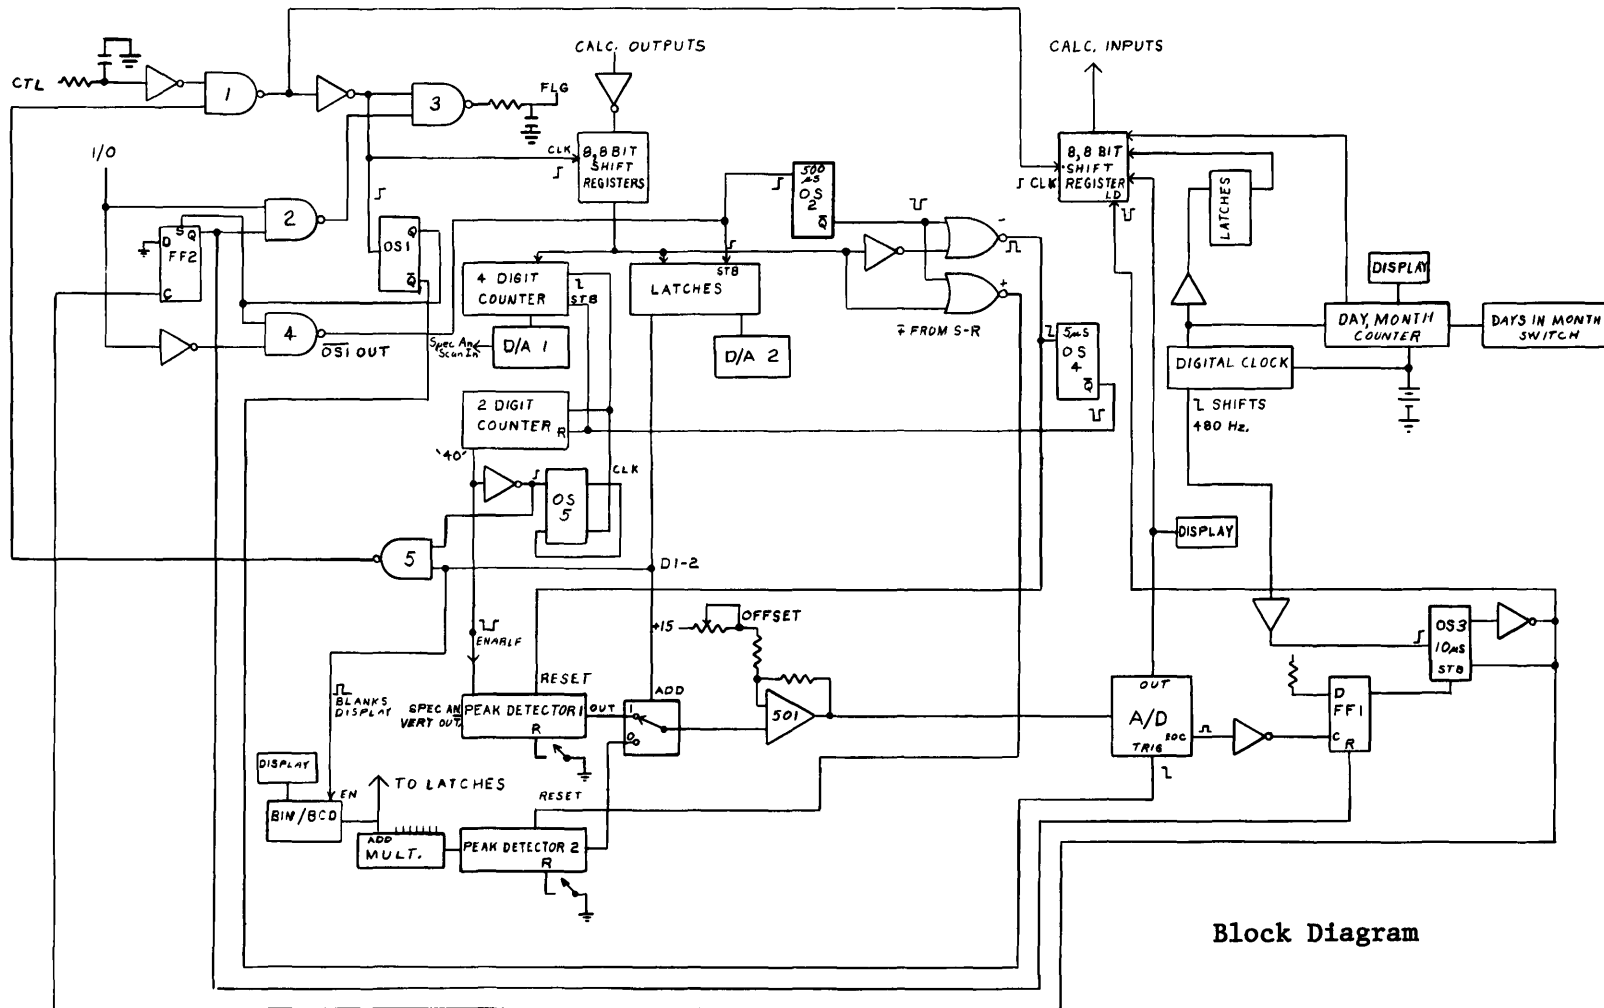 CALC. OUTPUTS
CALC. INPUTS
CTL
1
3
FLG
I/O
CLK
8,8 BIT
SHIFT
REGISTERS
500
µS
OS
2
Q̅
8,8 BIT
SHIFT
REGISTER
CLK
LD
LATCHES
2
S
D
Q
FF2
C
Q
OS1
Q̅
-
+
4 DIGIT
COUNTER
STB
STB
LATCHES
DISPLAY
DAY, MONTH
COUNTER
DAYS IN MONTH
SWITCH
4
OS1 OUT
Spec An
Scan In
D/A 1
D/A 2
∓ FROM S-R
5µS
OS
4
Q̅
DIGITAL CLOCK
SHIFTS
480 Hz.
2 DIGIT
COUNTER
R
'40'
CLK
OS
5
5
D1-2
DISPLAY
+15
OFFSET
ENABLE
RESET
ADD
BLANKS
DISPLAY
SPEC AN
VERT OUT
PEAK DETECTOR 1
OUT
R
1
0
501
OUT
A/D
EOC
TRIG
OS3
10µS
STB
D
FF1
C
R
DISPLAY
EN
TO LATCHES
BIN/BCD
RESET
ADD
MULT.
PEAK DETECTOR 2
R
Block Diagram